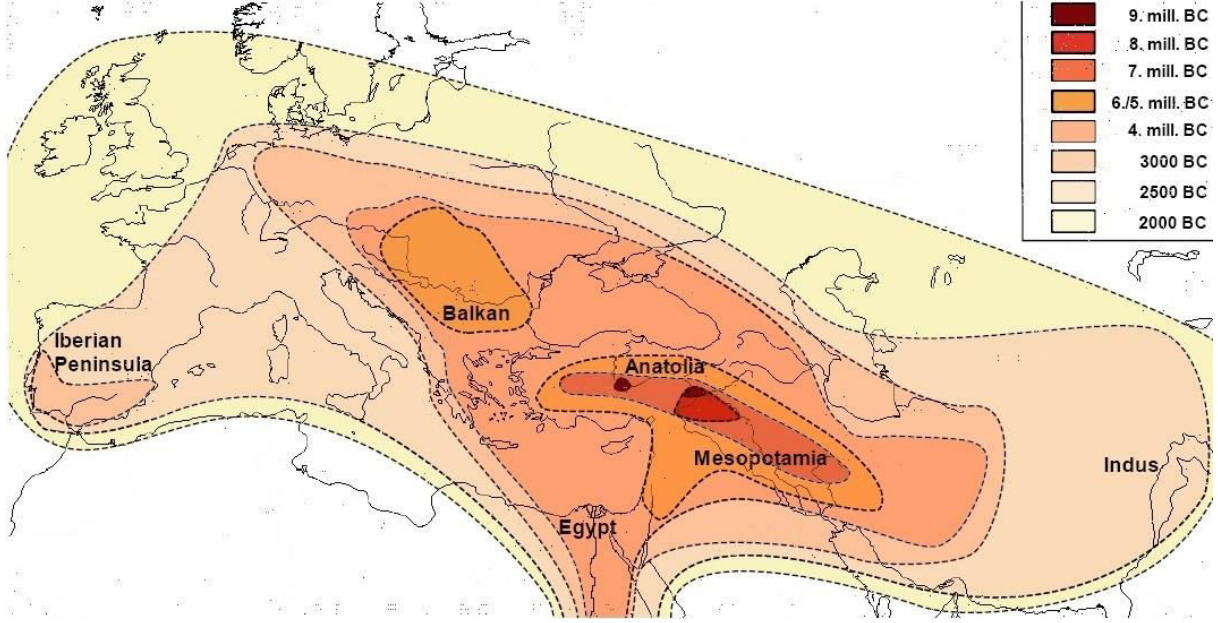 9. mill. BC
8. mill. BC
7. mill. BC
6./5. mill. BC
4. mill. BC
3000 BC
2500 BC
2000 BC
Balkan
Iberian
Peninsula
Anatolia
Mesopotamia
Indus
Egypt